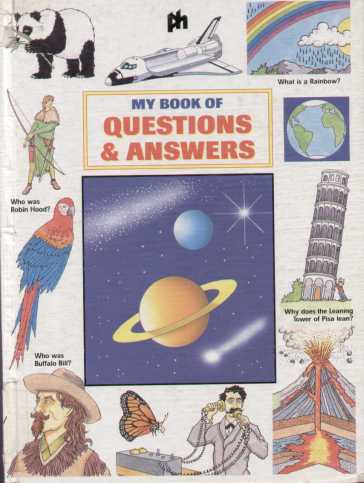 ph
What is a Rainbow?
MY BOOK OF
QUESTIONS
& ANSWERS
Who was
Robin Hood?
Why does the Leaning
Tower of Pisa lean?
Who was
Buffalo Bill?